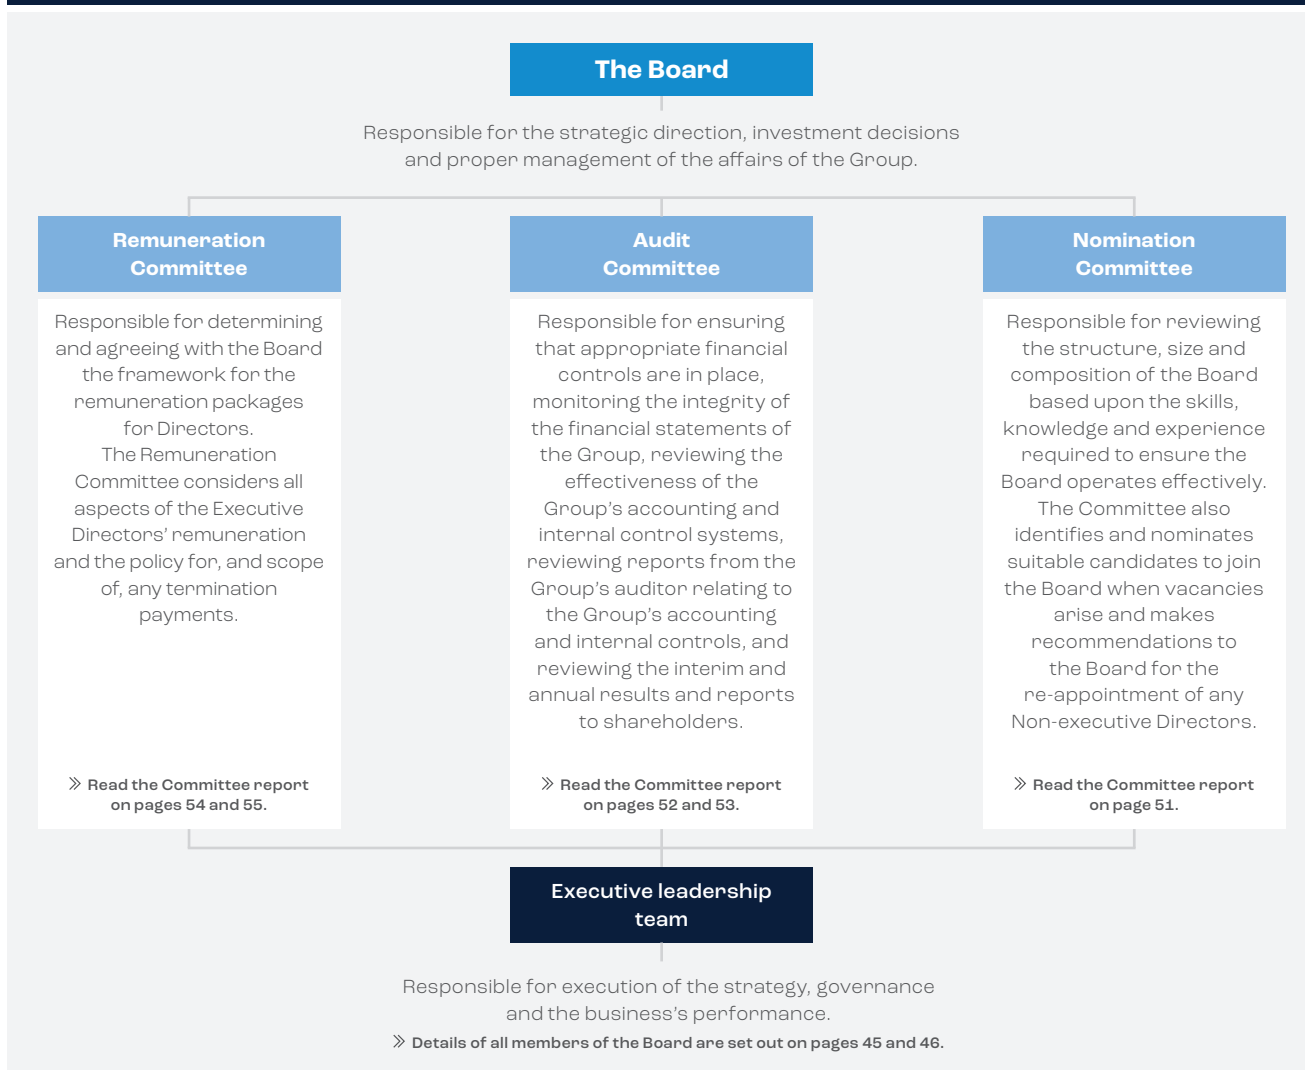 The Board
Responsible for the strategic direction, investment decisions
and proper management of the affairs of the Group.
Remuneration
Committee
Responsible for determining
and agreeing with the Board
the framework for the
remuneration packages
for Directors.
The Remuneration
Committee considers all
aspects of the Executive
Directors’ remuneration
and the policy for, and scope
of, any termination
payments.
Read the Committee report
on pages 54 and 55.
Audit
Committee
Responsible for ensuring
that appropriate financial
controls are in place,
monitoring the integrity of
the financial statements of
the Group, reviewing the
effectiveness of the
Group’s accounting and
internal control systems,
reviewing reports from the
Group’s auditor relating to
the Group’s accounting
and internal controls, and
reviewing the interim and
annual results and reports
to shareholders.
Read the Committee report
on pages 52 and 53.
Nomination
Committee
Responsible for reviewing
the structure, size and
composition of the Board
based upon the skills,
knowledge and experience
required to ensure the
Board operates effectively.
The Committee also
identifies and nominates
suitable candidates to join
the Board when vacancies
arise and makes
recommendations to
the Board for the
re-appointment of any
Non-executive Directors.
Read the Committee report
on page 51.
Executive leadership
team
Responsible for execution of the strategy, governance
and the business’s performance.
Details of all members of the Board are set out on pages 45 and 46.